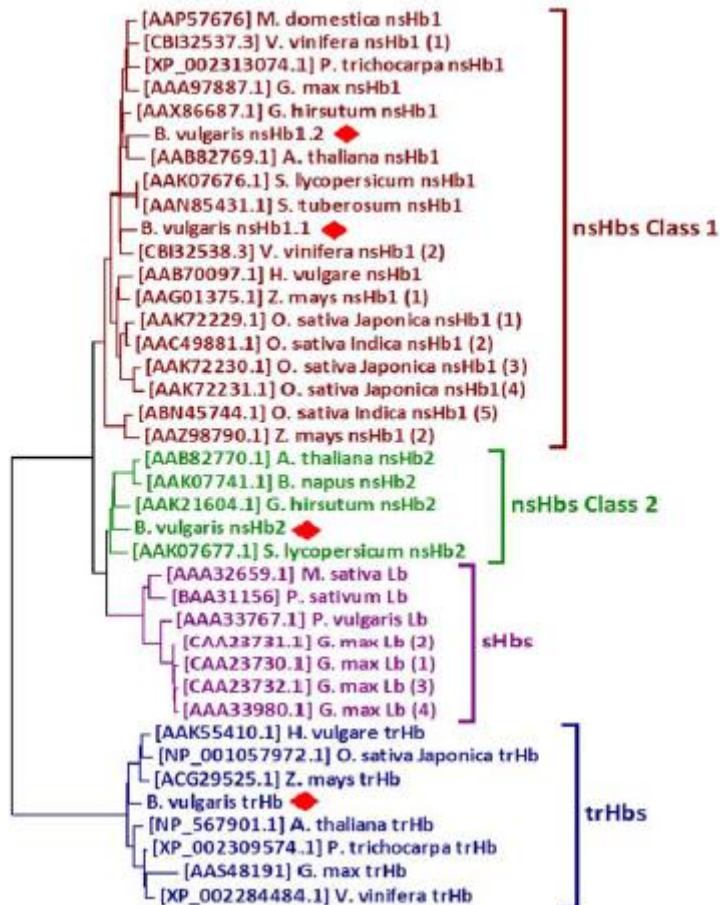 [AAP57676] M. domestica nsHb1
[CBI32537.3] V. vinifera nsHb1 (1)
[XP_002313074.1] P. trichocarpa nsHb1
[AAA97887.1] G. max nsHb1
[AAX86687.1] G. hirsutum nsHb1
B. vulgaris nsHb1.2
[AAB82769.1] A. thaliana nsHb1
[AAK07676.1] S. lycopersicum nsHb1
[AAN85431.1] S. tuberosum nsHb1
B. vulgaris nsHb1.1
nsHbs Class 1
[CBI32538.3] V. vinifera nsHb1 (2)
[AAB70097.1] H. vulgare nsHb1
[AAG01375.1] Z. mays nsHb1 (1)
[AAK72229.1] O. sativa Japonica nsHb1 (1)
[AAC49881.1] O. sativa Indica nsHb1 (2)
[AAK72230.1] O. sativa Japonica nsHb1 (3)
[AAK72231.1] O. sativa Japonica nsHb1(4)
[ABN45744.1] O. sativa Indica nsHb1 (5)
[AAZ98790.1] Z. mays nsHb1 (2)
[AAB82770.1] A. thaliana nsHb2
[AAK07741.1] B. napus nsHb2
[AAK21604.1] G. hirsutum nsHb2
nsHbs Class 2
B. vulgaris nsHb2
[AAK07677.1] S. lycopersicum nsHb2
[AAA32659.1] M. sativa Lb
[BAA31156] P. sativum Lb
[AAA33767.1] P. vulgaris Lb
[CAA23731.1] G. max Lb (2)
sHbs
[CAA23730.1] G. max Lb (1)
[CAA23732.1] G. max Lb (3)
[AAA33980.1] G. max Lb (4)
[AAK55410.1] H. vulgare trHb
[NP_001057972.1] O. sativa Japonica trHb
[ACG29525.1] Z. mays trHb
B. vulgaris trHb
trHbs
[NP_567901.1] A. thaliana trHb
[XP_002309574.1] P. trichocarpa trHb
[AAS48191] G. max trHb
[XP_002284484.1] V. vinifera trHb